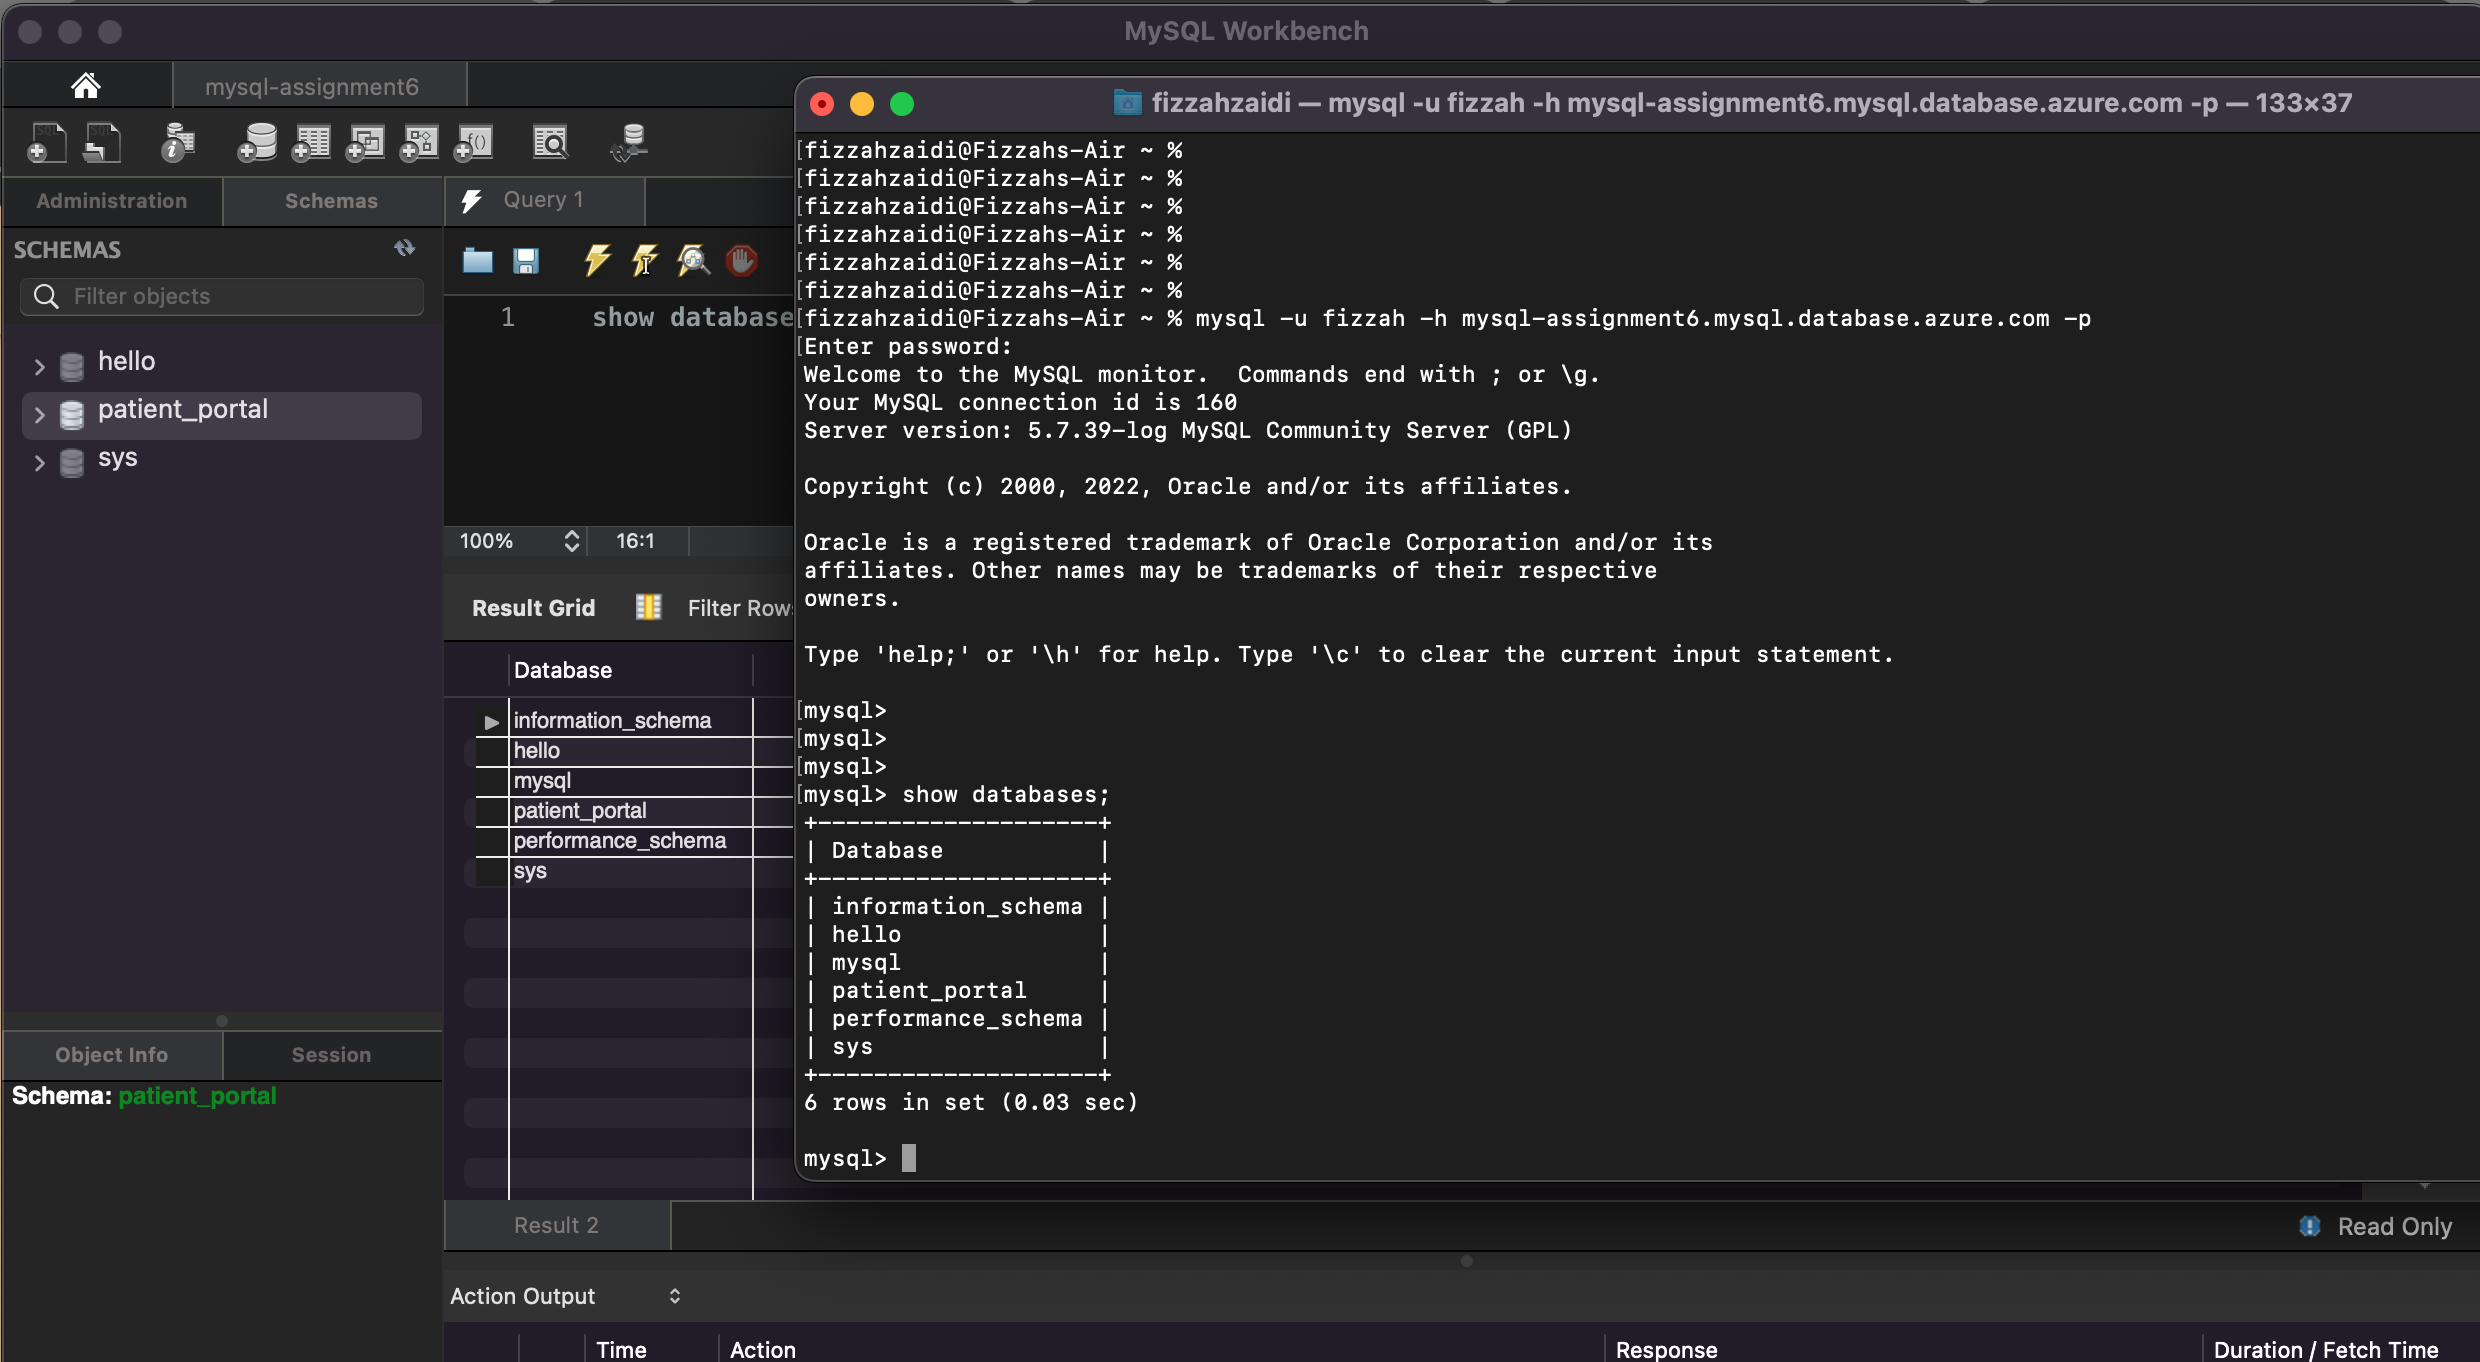 MySQL Workbench
mysql-assignment6
Administration
Schemas
SCHEMAS
Filter objects
hello
patient_portal
sys
Object Info
Session
Schema: patient_portal
Query 1
1 show database
100%
16:1
Result Grid
Filter Row
Database
information_schema
hello
mysql
patient_portal
performance_schema
sys
Result 2
Read Only
Action Output
Time Action Response Duration / Fetch Time
fizzahzaidi — mysql -u fizzah -h mysql-assignment6.mysql.database.azure.com -p — 133×37
[fizzahzaidi@Fizzahs-Air ~ %
[fizzahzaidi@Fizzahs-Air ~ %
[fizzahzaidi@Fizzahs-Air ~ %
[fizzahzaidi@Fizzahs-Air ~ %
[fizzahzaidi@Fizzahs-Air ~ %
[fizzahzaidi@Fizzahs-Air ~ %
[fizzahzaidi@Fizzahs-Air ~ % mysql -u fizzah -h mysql-assignment6.mysql.database.azure.com -p
[Enter password:
Welcome to the MySQL monitor.  Commands end with ; or \g.
Your MySQL connection id is 160
Server version: 5.7.39-log MySQL Community Server (GPL)
Copyright (c) 2000, 2022, Oracle and/or its affiliates.
Oracle is a registered trademark of Oracle Corporation and/or its
affiliates. Other names may be trademarks of their respective
owners.
Type 'help;' or '\h' for help. Type '\c' to clear the current input statement.
[mysql>
[mysql>
[mysql>
[mysql> show databases;
+--------------------+
| Database           |
+--------------------+
| information_schema |
| hello              |
| mysql              |
| patient_portal     |
| performance_schema |
| sys                |
+--------------------+
6 rows in set (0.03 sec)
mysql>